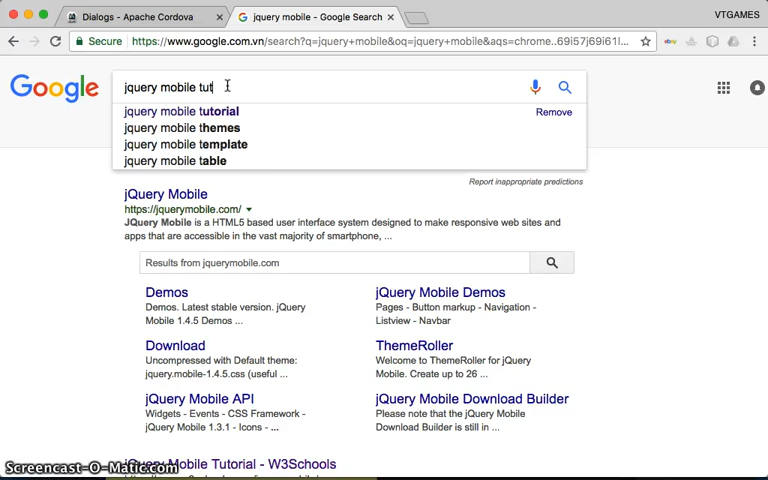 Dialogs - Apache Cordova
jquery mobile - Google Search
VTGAMES
Secure https://www.google.com.vn/search?q=jquery+mobile&oq=jquery+mobile&aqs=chrome..69i57j69i61l...
Google
jquery mobile tut
jquery mobile tutorial
Remove
jquery mobile themes
jquery mobile template
jquery mobile table
Report inappropriate predictions
jQuery Mobile
https://jquerymobile.com/
JQuery Mobile is a HTML5 based user interface system designed to make responsive web sites and
apps that are accessible in the vast majority of smartphone, ...
Results from jquerymobile.com
Demos
Demos. Latest stable version. jQuery
Mobile 1.4.5 Demos ...
jQuery Mobile Demos
Pages - Button markup - Navigation -
Listview - Navbar
Download
Uncompressed with Default theme:
jquery.mobile-1.4.5.css (useful ...
ThemeRoller
Welcome to ThemeRoller for jQuery
Mobile. Create up to 26 ...
jQuery Mobile API
Widgets - Events - CSS Framework -
jQuery Mobile 1.3.1 - Icons - ...
jQuery Mobile Download Builder
Please note that the jQuery Mobile
Download Builder is still in ...
jQuery Mobile Tutorial - W3Schools
Screencast-O-Matic.com